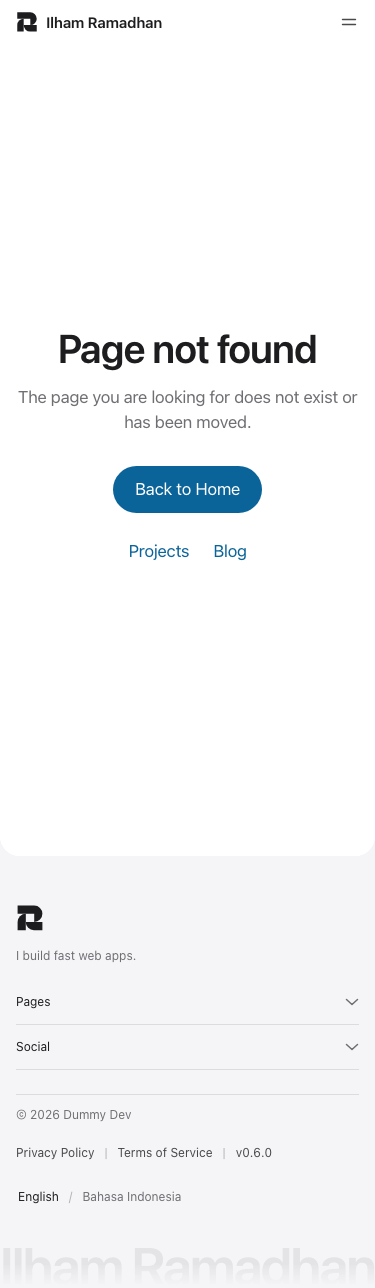 Ilham Ramadhan
Page not found
The page you are looking for does not exist or
has been moved.
Back to Home
Projects Blog
I build fast web apps.
Pages
Social
© 2026 Dummy Dev
Privacy Policy | Terms of Service | v0.6.0
English / Bahasa Indonesia
Ilham Ramadhan